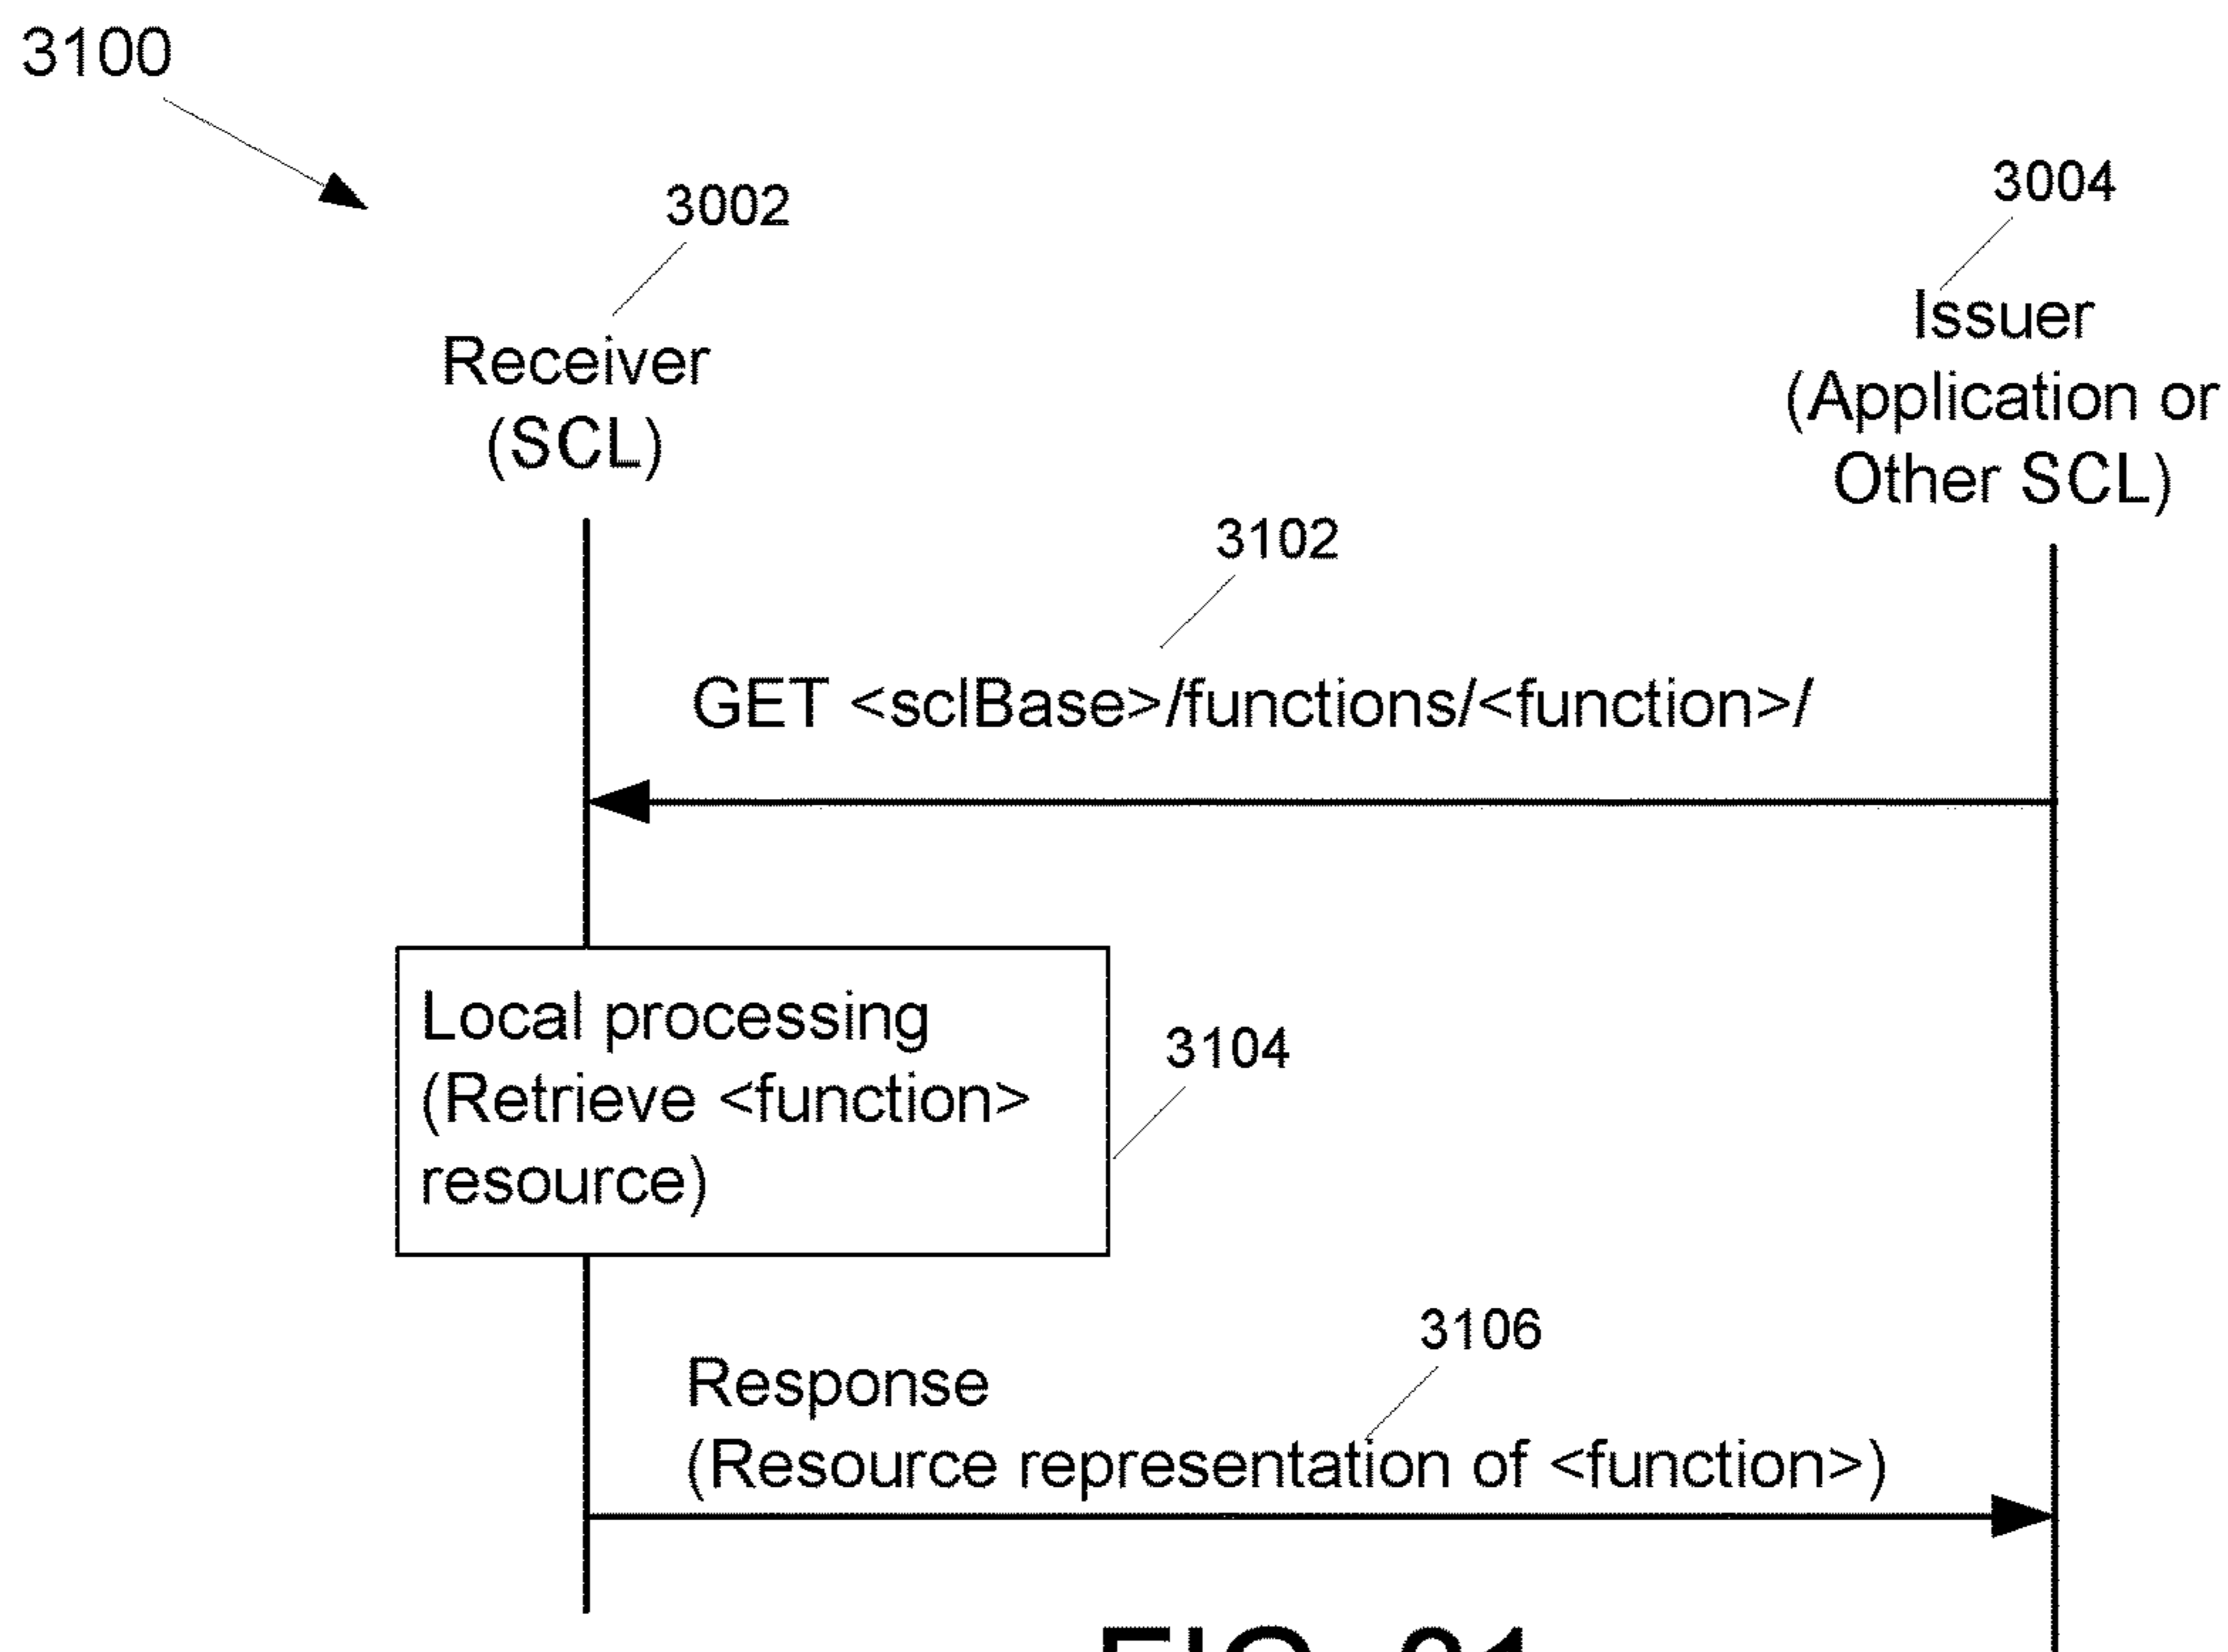 3100
3002
3004
Receiver
(SCL)
Issuer
(Application or
Other SCL)
3102
GET <sclBase>/functions/<function>/
Local processing
(Retrieve <function>
resource)
3104
3106
Response
(Resource representation of <function>)